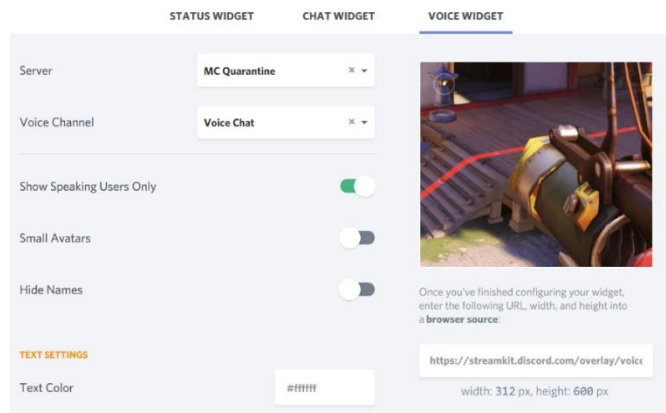 STATUS WIDGET CHAT WIDGET VOICE WIDGET
Server MC Quarantine × 
Voice Channel Voice Chat × 
Show Speaking Users Only
Small Avatars
Hide Names
Once you've finished configuring your widget,
enter the following URL, width, and height into
a browser source:
TEXT SETTINGS
https://streamkit.discord.com/overlay/voice
Text Color #ffffff
width: 312 px, height: 600 px